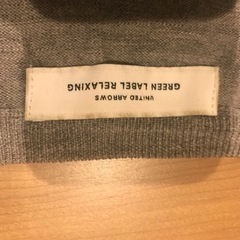 UNITED ARROWS
GREEN LABEL RELAXING